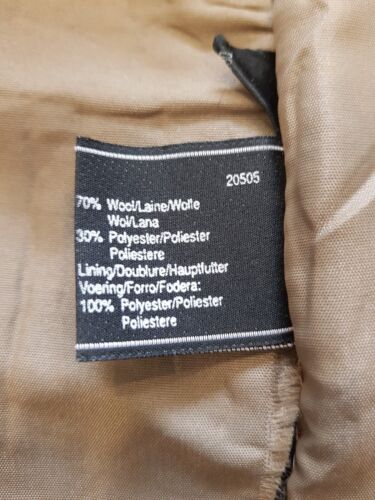 20505
70% Wool/Laine/Wolle
Wol/Lana
30% Polyester/Poliester
Poliestere
Lining/Doublure/Hauptfutter
Voering/Forro/Fodera:
100% Polyester/Poliester
Poliestere